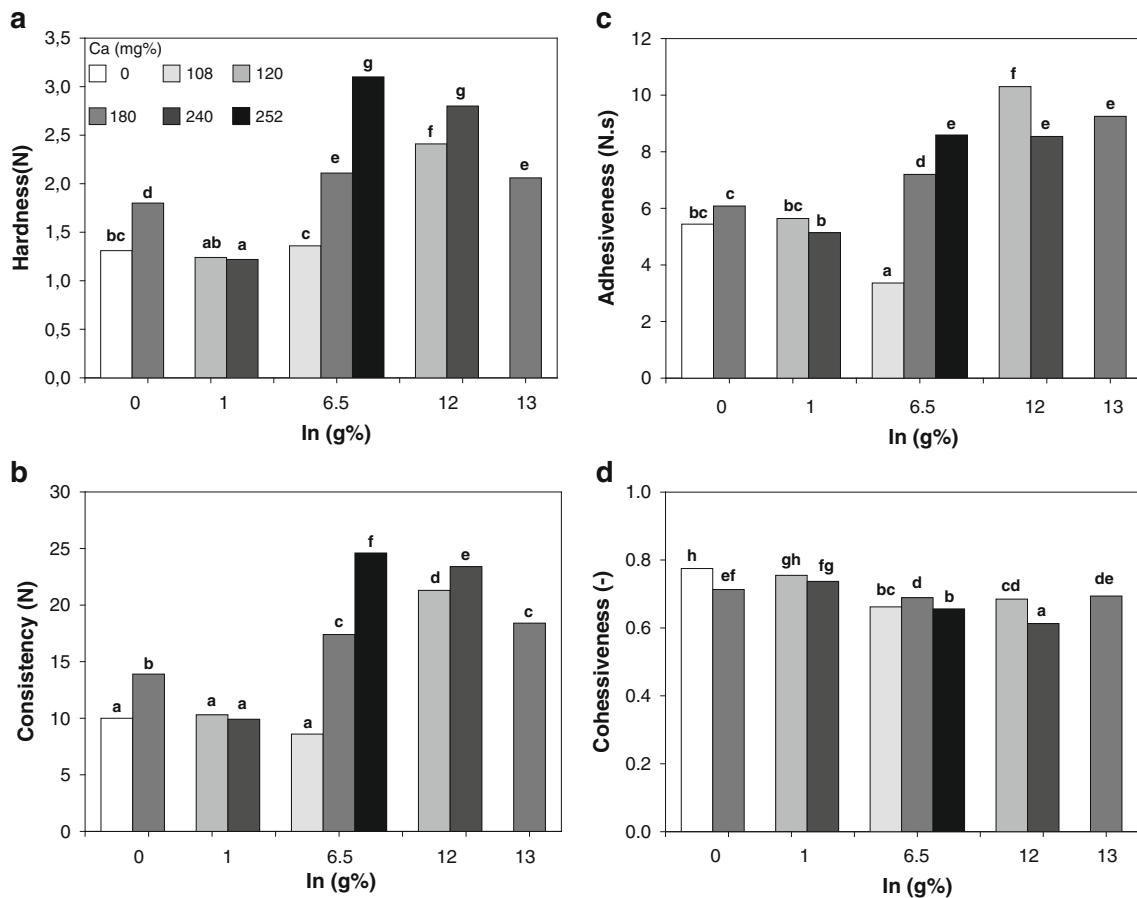 a
3,5
3,0
2,5
2,0
1,5
1,0
0,5
0,0
Hardness(N)
Ca (mg%)
0 108 120
180 240 252
bc d ab a c e g f g e
0 1 6.5 12 13
In (g%)
c
12
10
8
6
4
2
0
Adhesiveness (N.s)
bc c bc b a d e f e e
0 1 6.5 12 13
In (g%)
b
30
25
20
15
10
5
0
Consistency (N)
a b a a a c f d e c
0 1 6.5 12 13
In (g%)
d
1.0
0.8
0.6
0.4
0.2
0.0
Cohessiveness (-)
h ef gh fg bc d b cd a de
0 1 6.5 12 13
In (g%)